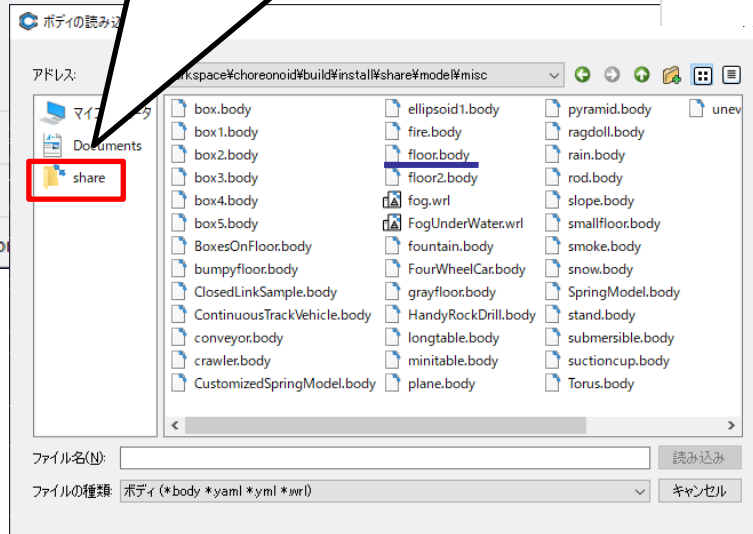 ボディの読み込
アドレス:
kspace¥choreonoid¥build¥install¥share¥model¥misc
Documents
share
box.body
box1.body
box2.body
box3.body
box4.body
box5.body
BoxesOnFloor.body
bumpyfloor.body
ClosedLinkSample.body
ContinuousTrackVehicle.body
conveyor.body
crawler.body
CustomizedSpringModel.body
ellipsoid1.body
fire.body
floor.body
floor2.body
fog.wrl
FogUnderWater.wrl
fountain.body
FourWheelCar.body
grayfloor.body
HandyRockDrill.body
longtable.body
minitable.body
plane.body
pyramid.body
ragdoll.body
rain.body
rod.body
slope.body
smallfloor.body
smoke.body
snow.body
SpringModel.body
stand.body
submersible.body
suctioncup.body
Torus.body
unev
ファイル名(N):
読み込み
ファイルの種類:
ボディ (*body *yaml *yml *wrl)
キャンセル